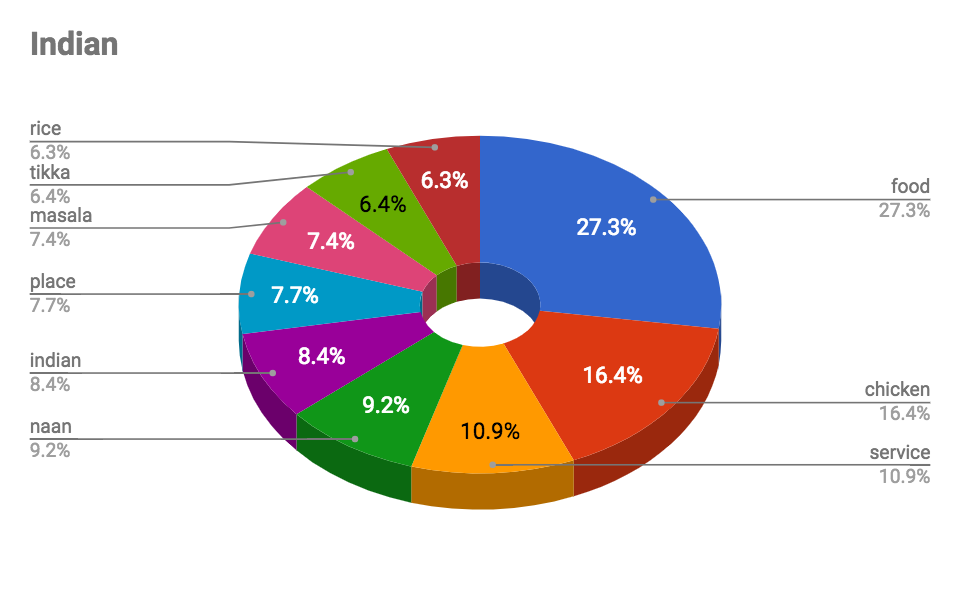 Indian
rice
6.3%
tikka
6.4%
masala
7.4%
place
7.7%
indian
8.4%
naan
9.2%
food
27.3%
chicken
16.4%
service
10.9%
27.3%
16.4%
10.9%
9.2%
8.4%
7.7%
7.4%
6.4%
6.3%